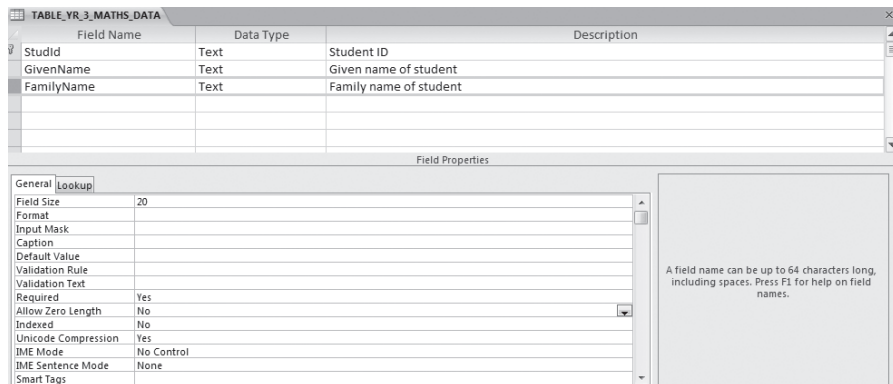 TABLE_YR_3_MATHS_DATA
Field Name Data Type Description
StudId Text Student ID
GivenName Text Given name of student
FamilyName Text Family name of student
Field Properties
General Lookup
Field Size 20
Format
Input Mask
Caption
Default Value
Validation Rule
Validation Text
Required Yes
Allow Zero Length No
Indexed No
Unicode Compression Yes
IME Mode No Control
IME Sentence Mode None
Smart Tags
A field name can be up to 64 characters long,
including spaces. Press F1 for help on field
names.